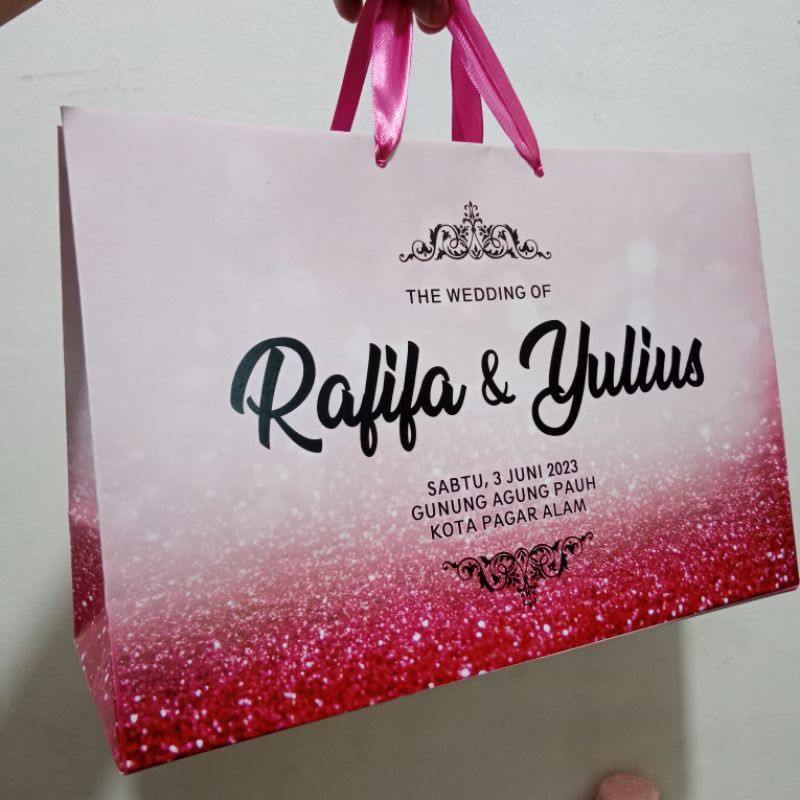 THE WEDDING OF
Rafifa & Yulius
SABTU, 3 JUNI 2023
GUNUNG AGUNG PAUH
KOTA PAGAR ALAM